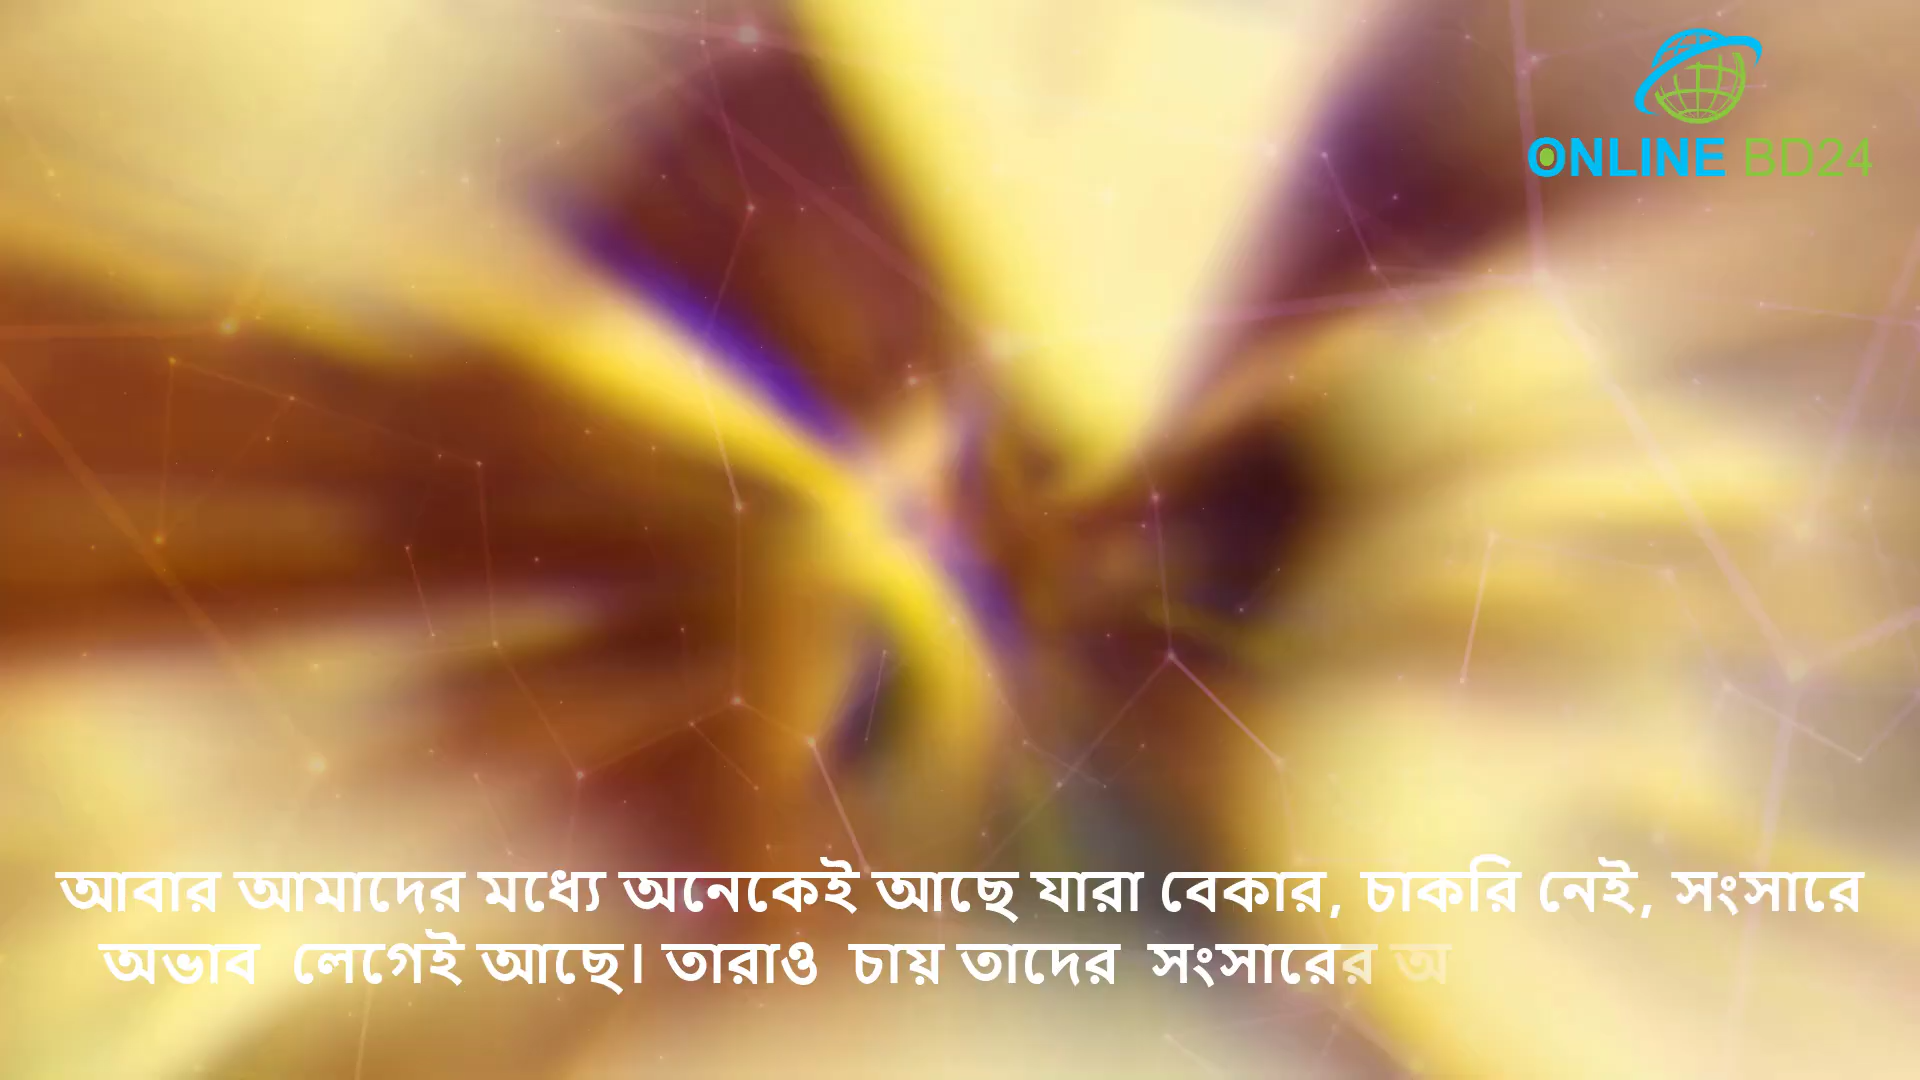 ONLINE BD24
আবার আমাদের মধ্যে অনেকেই আছে যারা বেকার, চাকরি নেই, সংসারে
অভাব লেগেই আছে। তারাও চায় তাদের সংসারের অ